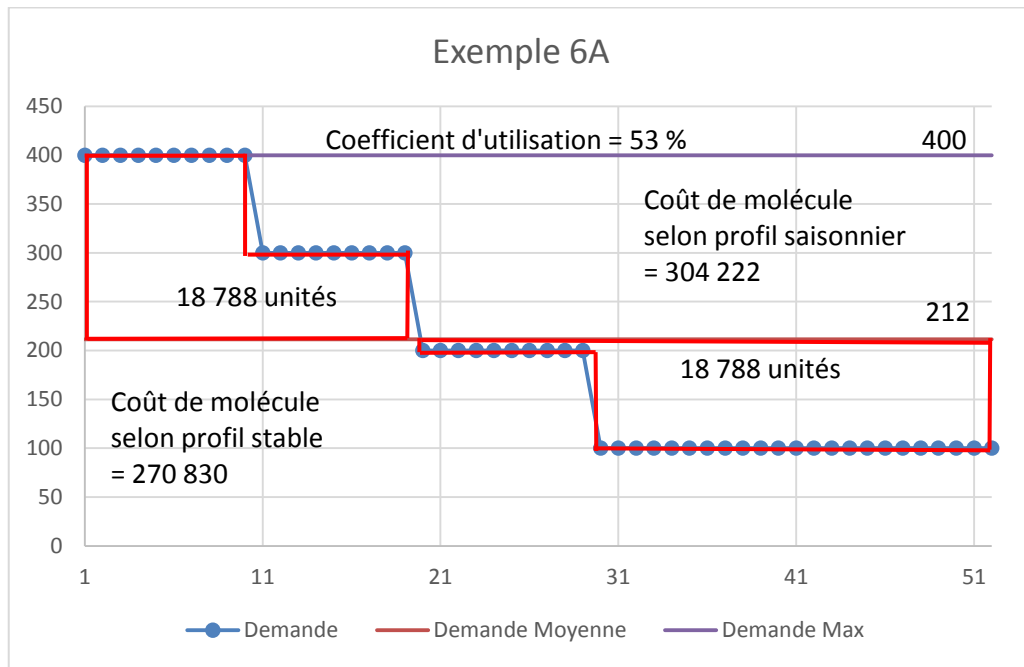 Exemple 6A
450
400
350
300
250
200
150
100
50
0
Coefficient d'utilisation = 53 %
400
Coût de molécule
selon profil saisonnier
= 304 222
18 788 unités
212
18 788 unités
Coût de molécule
selon profil stable
= 270 830
1 11 21 31 41 51
Demande Demande Moyenne Demande Max